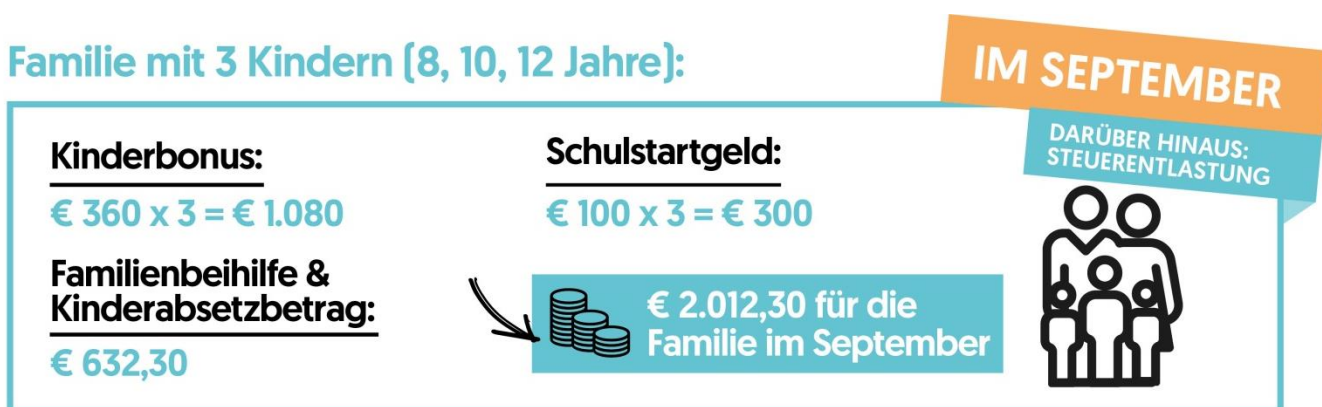 Familie mit 3 Kindern (8, 10, 12 Jahre):
IM SEPTEMBER
DARÜBER HINAUS:
STEUERENTLASTUNG
Kinderbonus:
€ 360 x 3 = € 1.080
Schulstartgeld:
€ 100 x 3 = € 300
Familienbeihilfe &
Kinderabsetzbetrag:
€ 632,30
€ 2.012,30 für die
Familie im September